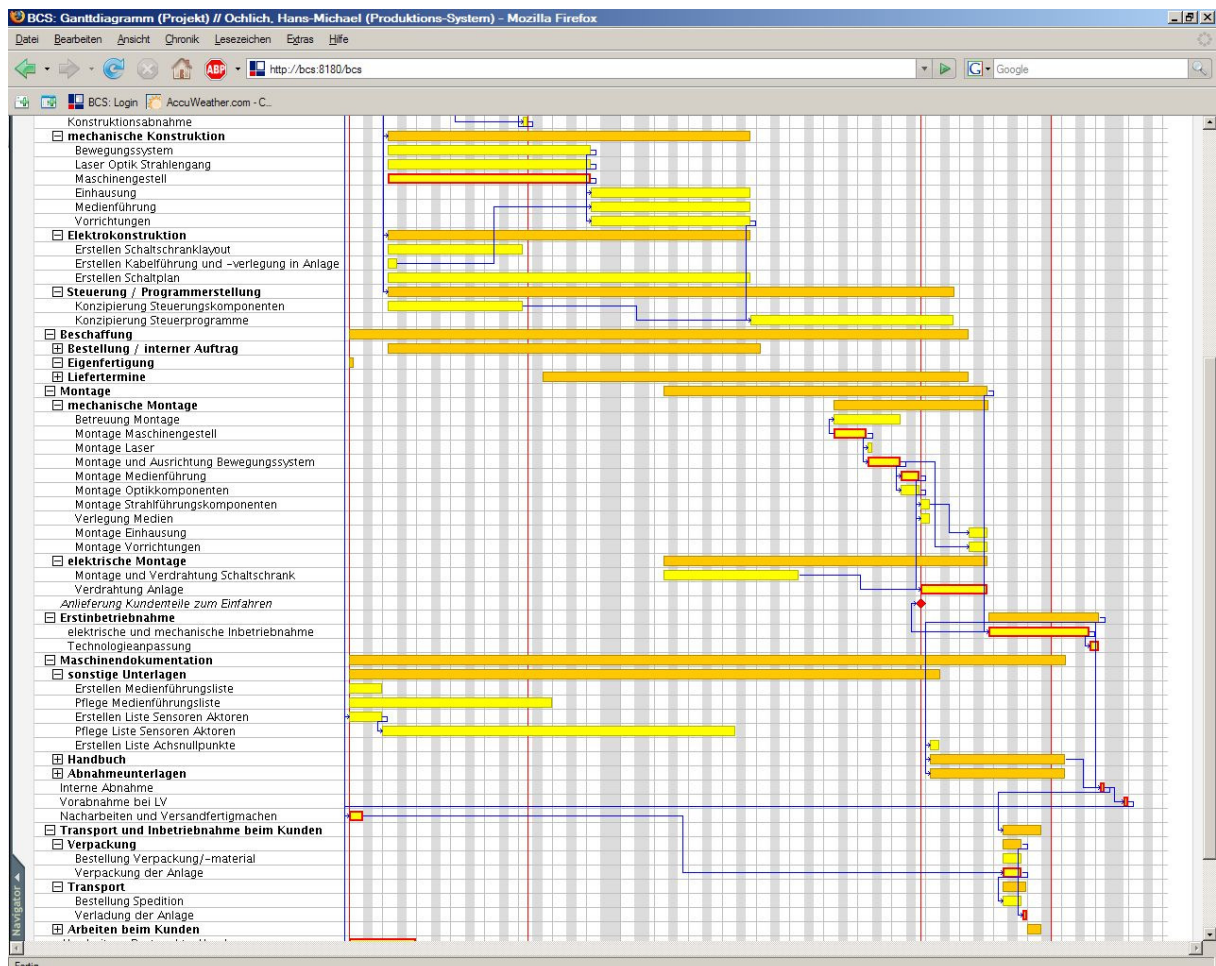 BCS: Ganttdiagramm (Projekt) // Ochlich, Hans-Michael (Produktions-System) - Mozilla Firefox
Datei Bearbeiten Ansicht Chronik Lesezeichen Extras Hilfe
ABP http://bcs:8180/bcs G Google
BCS: Login AccuWeather.com - C...
Konstruktionsabnahme
mechanische Konstruktion
Bewegungssystem
Laser Optik Strahlengang
Maschinengestell
Einhausung
Medienführung
Vorrichtungen
Elektrokonstruktion
Erstellen Schaltschranklayout
Erstellen Kabelführung und -verlegung in Anlage
Erstellen Schaltplan
Steuerung / Programmerstellung
Konzipierung Steuerungskomponenten
Konzipierung Steuerprogramme
Beschaffung
Bestellung / interner Auftrag
Eigenfertigung
Liefertermine
Montage
mechanische Montage
Betreuung Montage
Montage Maschinengestell
Montage Laser
Montage und Ausrichtung Bewegungssystem
Montage Medienführung
Montage Optikkomponenten
Montage Strahlführungskomponenten
Verlegung Medien
Montage Einhausung
Montage Vorrichtungen
elektrische Montage
Montage und Verdrahtung Schaltschrank
Verdrahtung Anlage
Anlieferung Kundenteile zum Einfahren
Erstinbetriebnahme
elektrische und mechanische Inbetriebnahme
Technologieanpassung
Maschinendokumentation
sonstige Unterlagen
Erstellen Medienführungsliste
Pflege Medienführungsliste
Erstellen Liste Sensoren Aktoren
Pflege Liste Sensoren Aktoren
Erstellen Liste Achsnullpunkte
Handbuch
Abnahmeunterlagen
Interne Abnahme
Vorabnahme bei LV
Nacharbeiten und Versandfertigmachen
Transport und Inbetriebnahme beim Kunden
Verpackung
Bestellung Verpackung/-material
Verpackung der Anlage
Transport
Bestellung Spedition
Verladung der Anlage
Arbeiten beim Kunden
Navigator